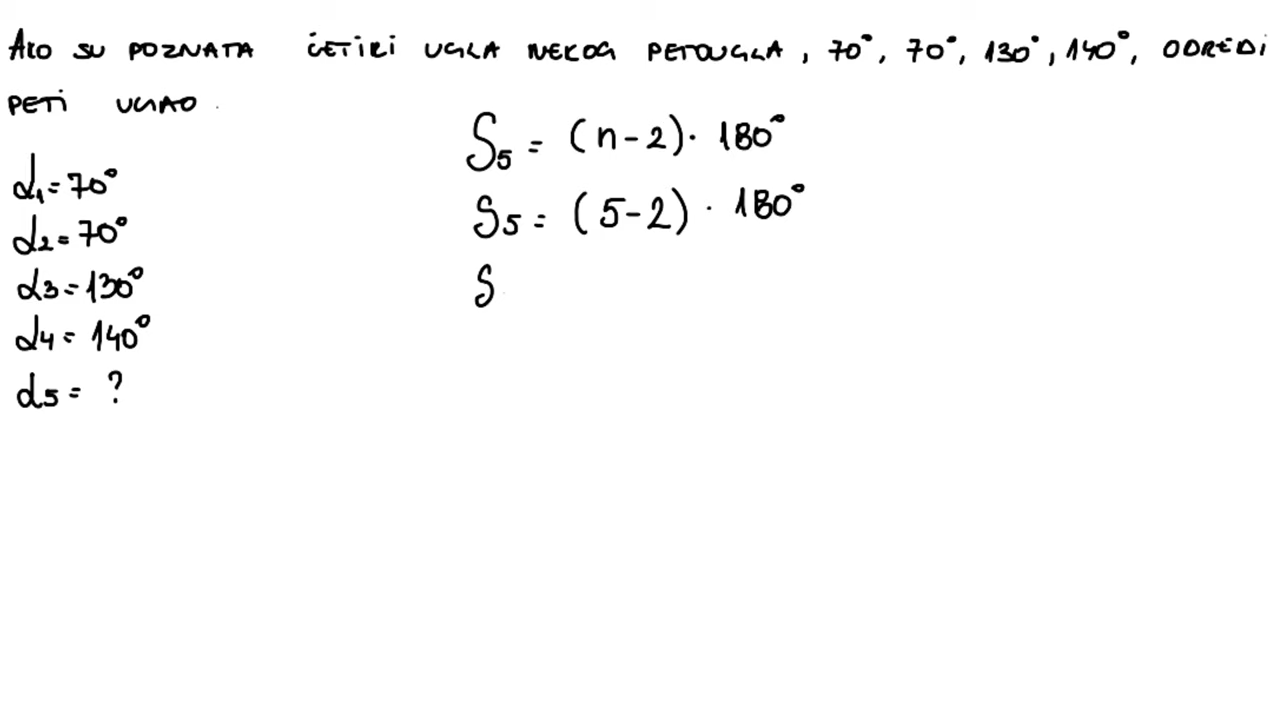 AKO SU POZNATA ČETIRI UGLA NEKOG PETOUGLA, 70°, 70°, 130°, 140°, ODREDI
PETI UGAO.
α₁=70°
α₂=70°
α₃=130°
α₄=140°
α₅= ?
S₅ = (n-2)· 180°
S₅ = (5-2) · 180°
S